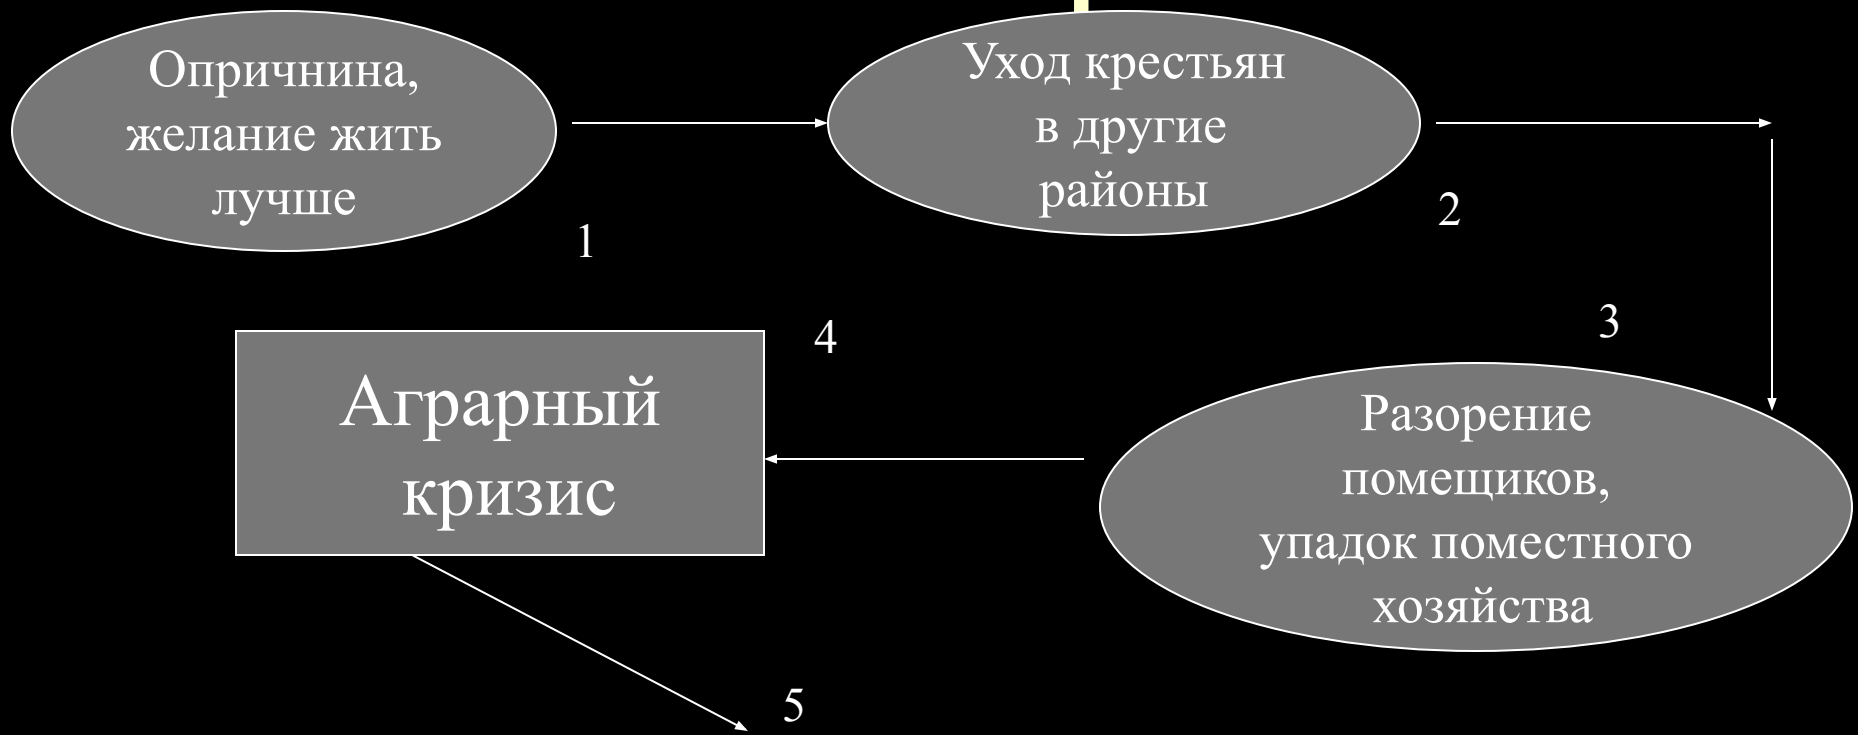 Опричнина,
желание жить
лучше
1
Уход крестьян
в другие
районы
2
3
Разорение
помещиков,
упадок поместного
хозяйства
4
Аграрный
кризис
5